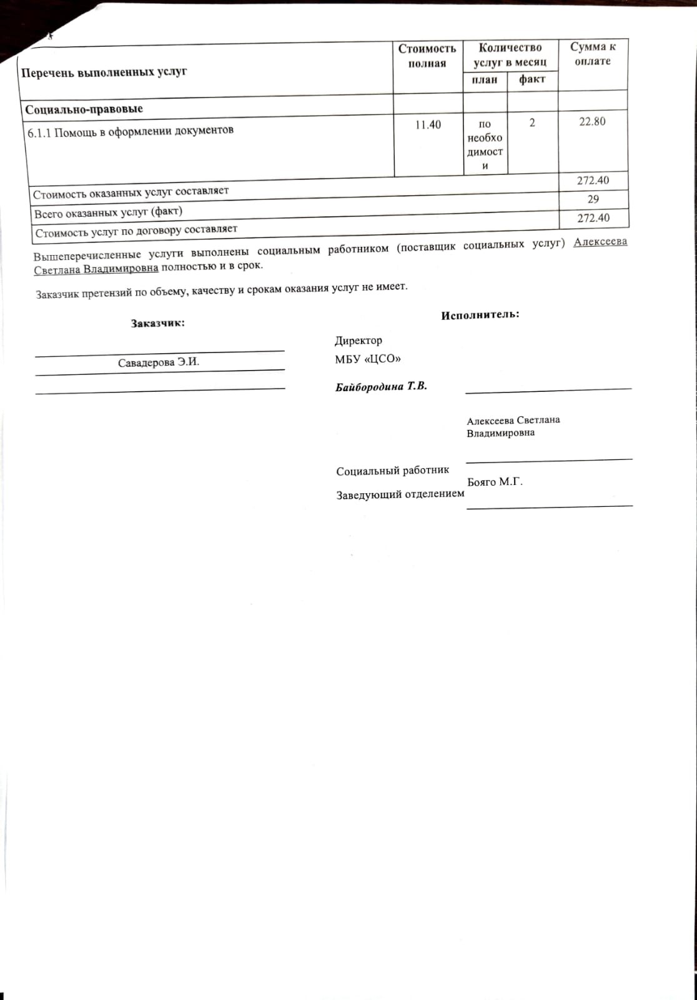 Перечень выполненных услуг
Стоимость
полная
Количество
услуг в месяц
план
факт
Сумма к
оплате
Социально-правовые
6.1.1 Помощь в оформлении документов
11.40
по
необхо
димост
и
2
22.80
Стоимость оказанных услуг составляет
272.40
Всего оказанных услуг (факт)
29
Стоимость услуг по договору составляет
272.40
Вышеперечисленные услуги выполнены социальным работником (поставщик социальных услуг) Алексеева
Светлана Владимировна полностью и в срок.
Заказчик претензий по объему, качеству и срокам оказания услуг не имеет.
Заказчик:
Савадерова Э.И.
Исполнитель:
Директор
МБУ «ЦСО»
Байбородина Т.В.
Алексеева Светлана
Владимировна
Социальный работник
Бояго М.Г.
Заведующий отделением